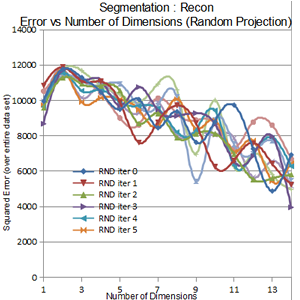 Segmentation : Recon
Error vs Number of Dimensions (Random Projection)
14000
12000
10000
8000
6000
4000
2000
0
Squared Error (over entire data set)
RND iter 0
RND iter 1
RND iter 2
RND iter 3
RND iter 4
RND iter 5
1 3 5 7 9 11 13
Number of Dimensions